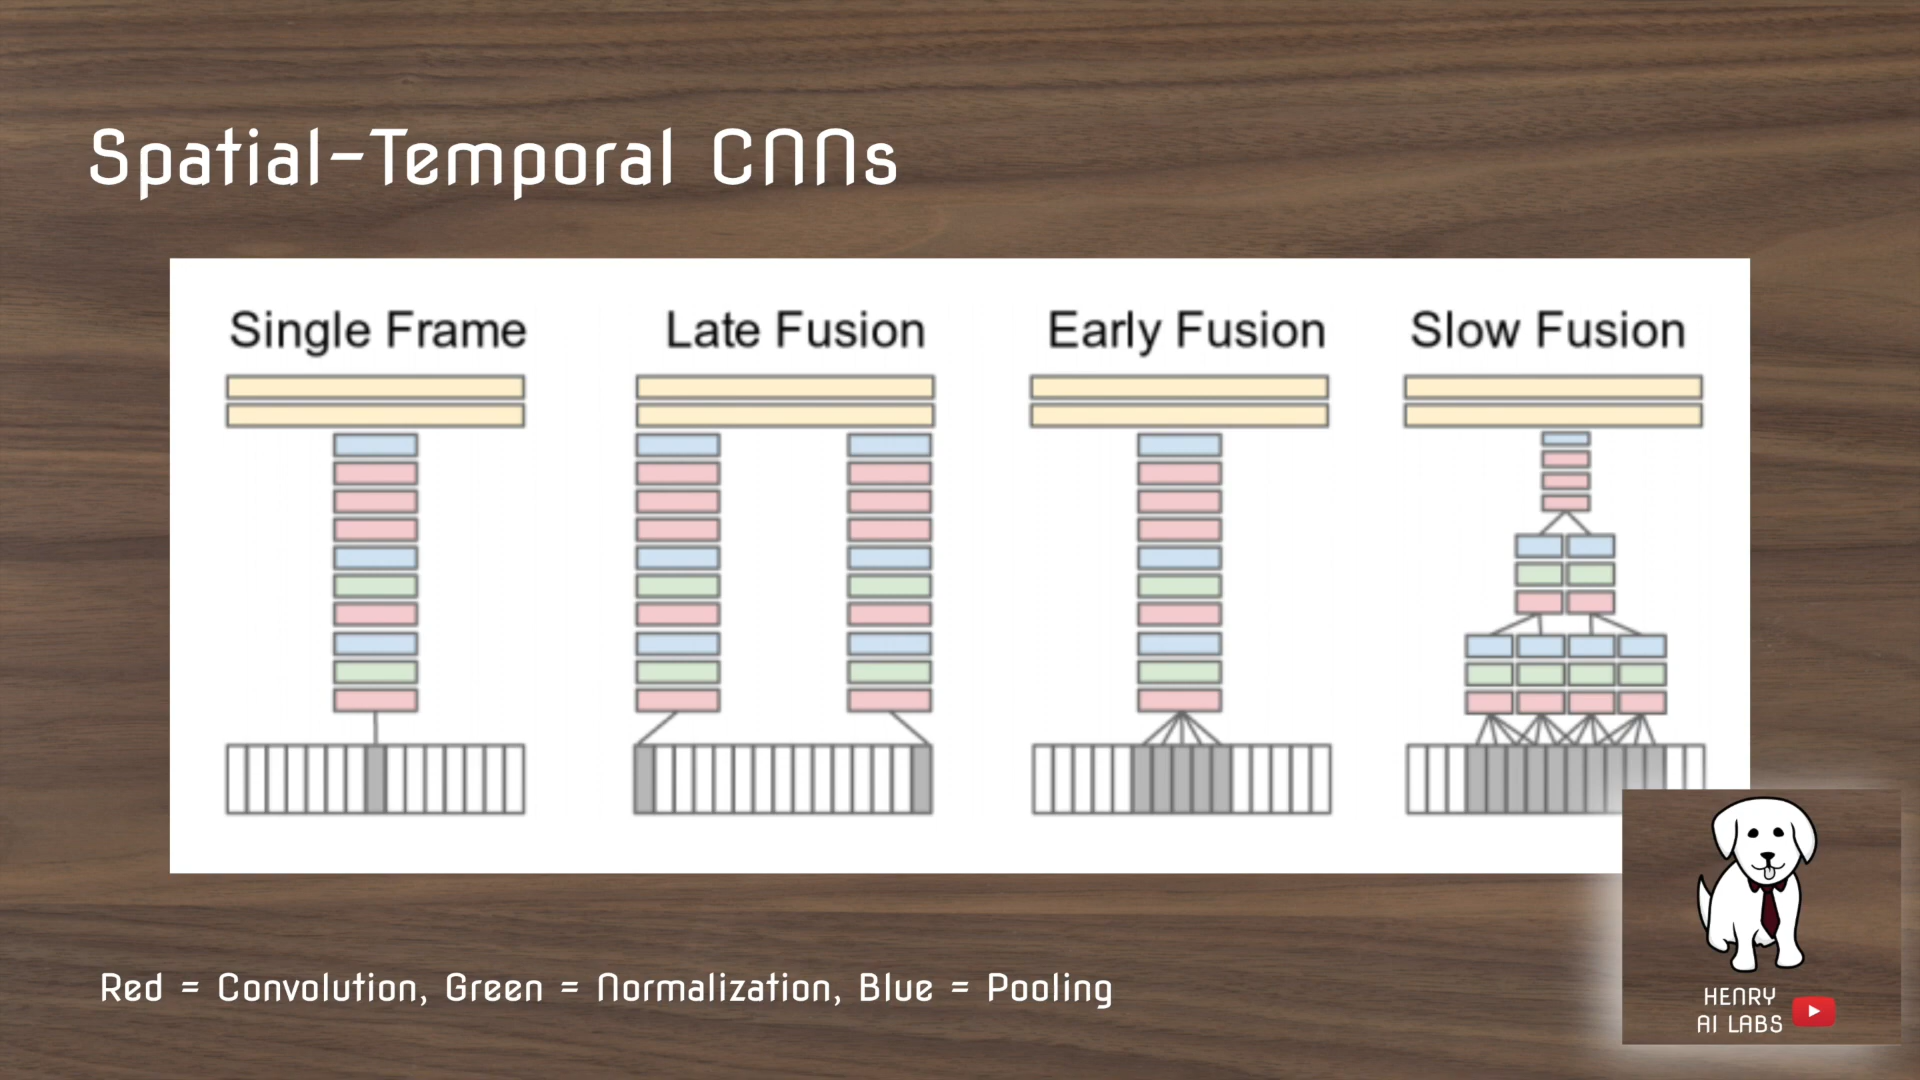 Spatial-Temporal CNNs
Single Frame
Late Fusion
Early Fusion
Slow Fusion
Red = Convolution, Green = Normalization, Blue = Pooling
HENRY
AI LABS